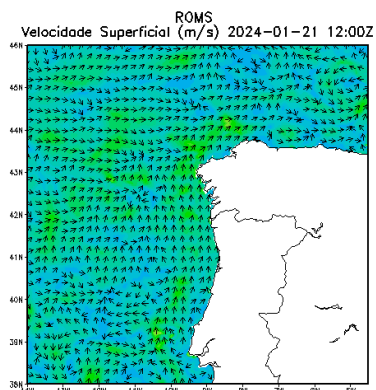 ROMS
Velocidade Superficial (m/s) 2024-01-21 12:00Z
46N
45N
44N
43N
42N
41N
40N
39N
38N